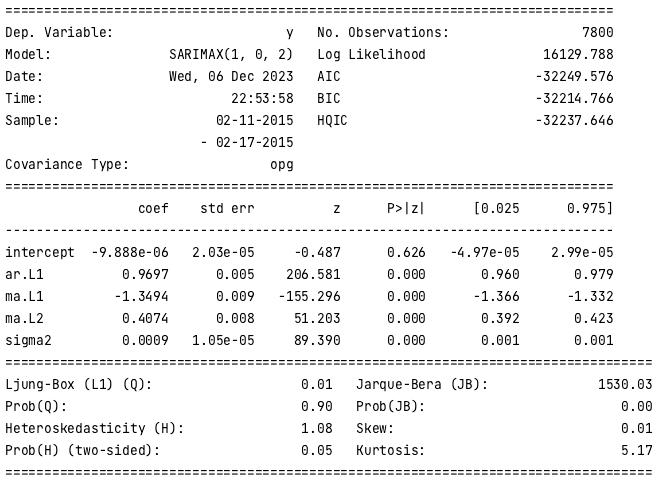 ==============================================================================
Dep. Variable:                      y   No. Observations:                 7800
Model:               SARIMAX(1, 0, 2)   Log Likelihood               16129.788
Date:                Wed, 06 Dec 2023   AIC                         -32249.576
Time:                        22:53:58   BIC                         -32214.766
Sample:                    02-11-2015   HQIC                        -32237.646
                         - 02-17-2015
Covariance Type:                  opg
==============================================================================
                 coef    std err          z      P>|z|      [0.025      0.975]
------------------------------------------------------------------------------
intercept  -9.888e-06   2.03e-05     -0.487      0.626   -4.97e-05    2.99e-05
ar.L1          0.9697      0.005    206.581      0.000       0.960       0.979
ma.L1         -1.3494      0.009   -155.296      0.000      -1.366      -1.332
ma.L2          0.4074      0.008     51.203      0.000       0.392       0.423
sigma2         0.0009   1.05e-05     89.390      0.000       0.001       0.001
===================================================================================
Ljung-Box (L1) (Q):                   0.01   Jarque-Bera (JB):              1530.03
Prob(Q):                              0.90   Prob(JB):                         0.00
Heteroskedasticity (H):               1.08   Skew:                             0.01
Prob(H) (two-sided):                  0.05   Kurtosis:                         5.17
===================================================================================